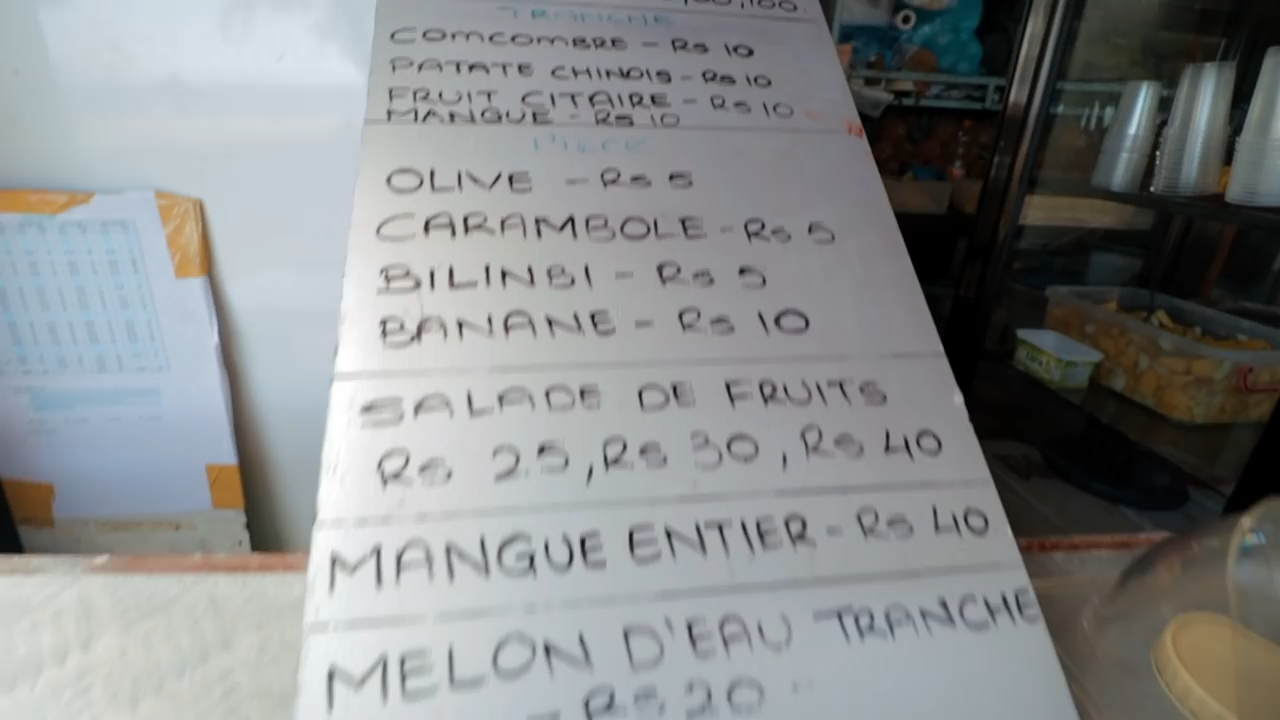 TRANCHE
COMCOMBRE - Rs 10
PATATE CHINOIS - Rs 10
FRUIT CITAIRE - Rs 10
MANGUE - Rs 10
PIÈCE
OLIVE - Rs 5
CARAMBOLE - Rs 5
BILINBI - Rs 5
BANANE - Rs 10
SALADE DE FRUITS
Rs 25, Rs 30, Rs 40
MANGUE ENTIER - Rs 40
MELON D'EAU TRANCHE
- Rs 20